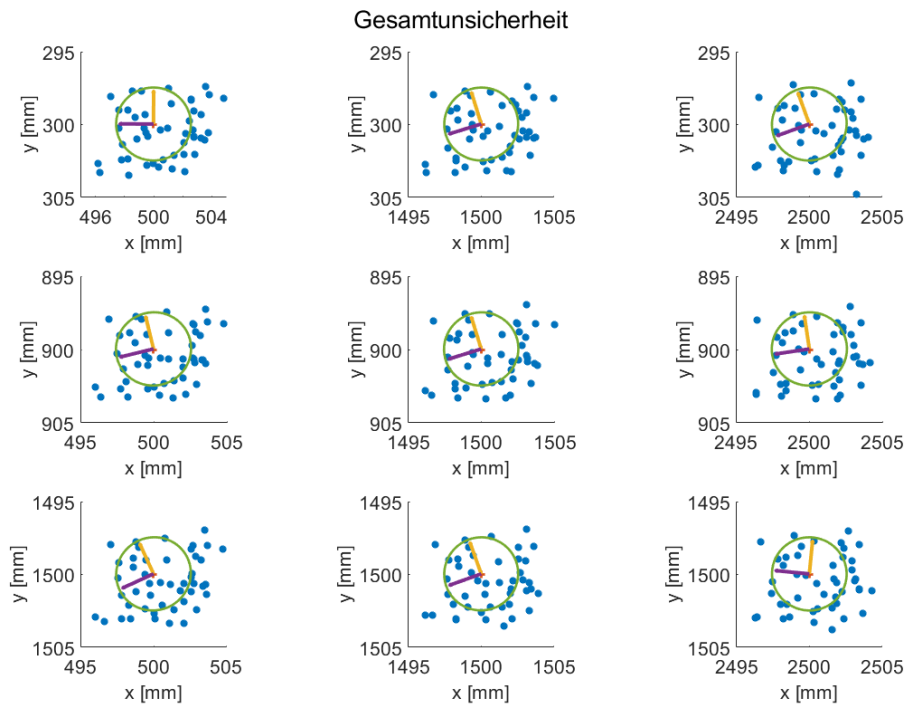 Gesamtunsicherheit
295 295 295
y [mm] 300 y [mm] 300 y [mm] 300
305 305 305
496 500 504 1495 1500 1505 2495 2500 2505
x [mm] x [mm] x [mm]
895 895 895
y [mm] 900 y [mm] 900 y [mm] 900
905 905 905
495 500 505 1495 1500 1505 2495 2500 2505
x [mm] x [mm] x [mm]
1495 1495 1495
y [mm] 1500 y [mm] 1500 y [mm] 1500
1505 1505 1505
495 500 505 1495 1500 1505 2495 2500 2505
x [mm] x [mm] x [mm]